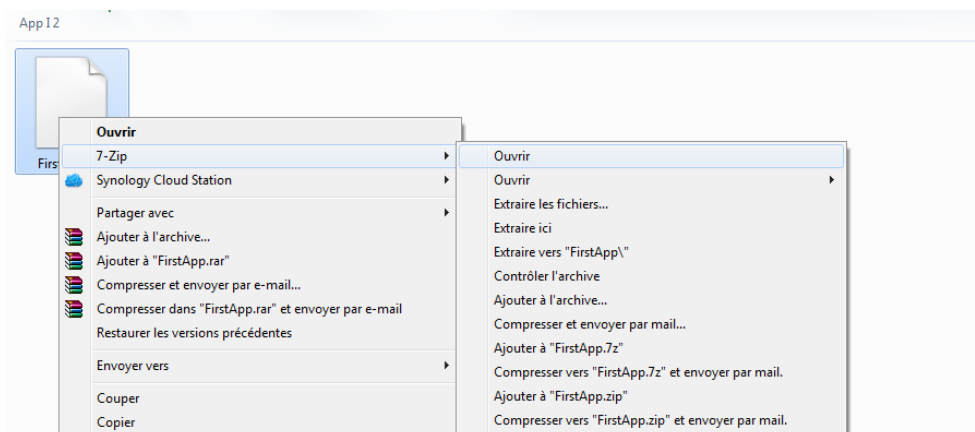 App I2
Firs
Ouvrir
7-Zip
Synology Cloud Station
Partager avec
Ajouter à l'archive...
Ajouter à "FirstApp.rar"
Compresser et envoyer par e-mail...
Compresser dans "FirstApp.rar" et envoyer par e-mail
Restaurer les versions précédentes
Envoyer vers
Couper
Copier
Ouvrir
Ouvrir
Extraire les fichiers...
Extraire ici
Extraire vers "FirstApp\"
Contrôler l'archive
Ajouter à l'archive...
Compresser et envoyer par mail...
Ajouter à "FirstApp.7z"
Compresser vers "FirstApp.7z" et envoyer par mail.
Ajouter à "FirstApp.zip"
Compresser vers "FirstApp.zip" et envoyer par mail.